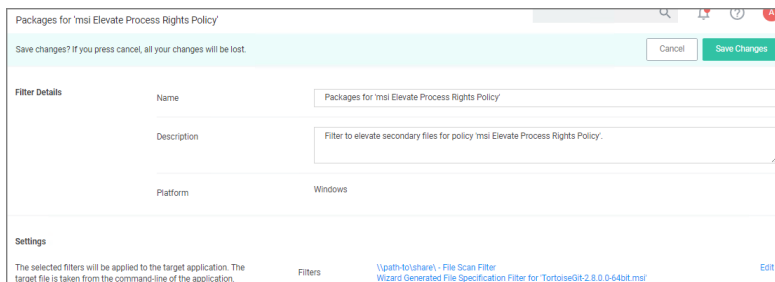 Packages for 'msi Elevate Process Rights Policy'
A
Save changes? If you press cancel, all your changes will be lost.
Cancel
Save Changes
Filter Details
Name
Packages for 'msi Elevate Process Rights Policy'
Description
Filter to elevate secondary files for policy 'msi Elevate Process Rights Policy'.
Platform
Windows
Settings
The selected filters will be applied to the target application. The
target file is taken from the command-line of the application.
Filters
\\path-to\share\ - File Scan Filter
Wizard Generated File Specification Filter for 'TortoiseGit-2.8.0.0-64bit.msi'
Edit